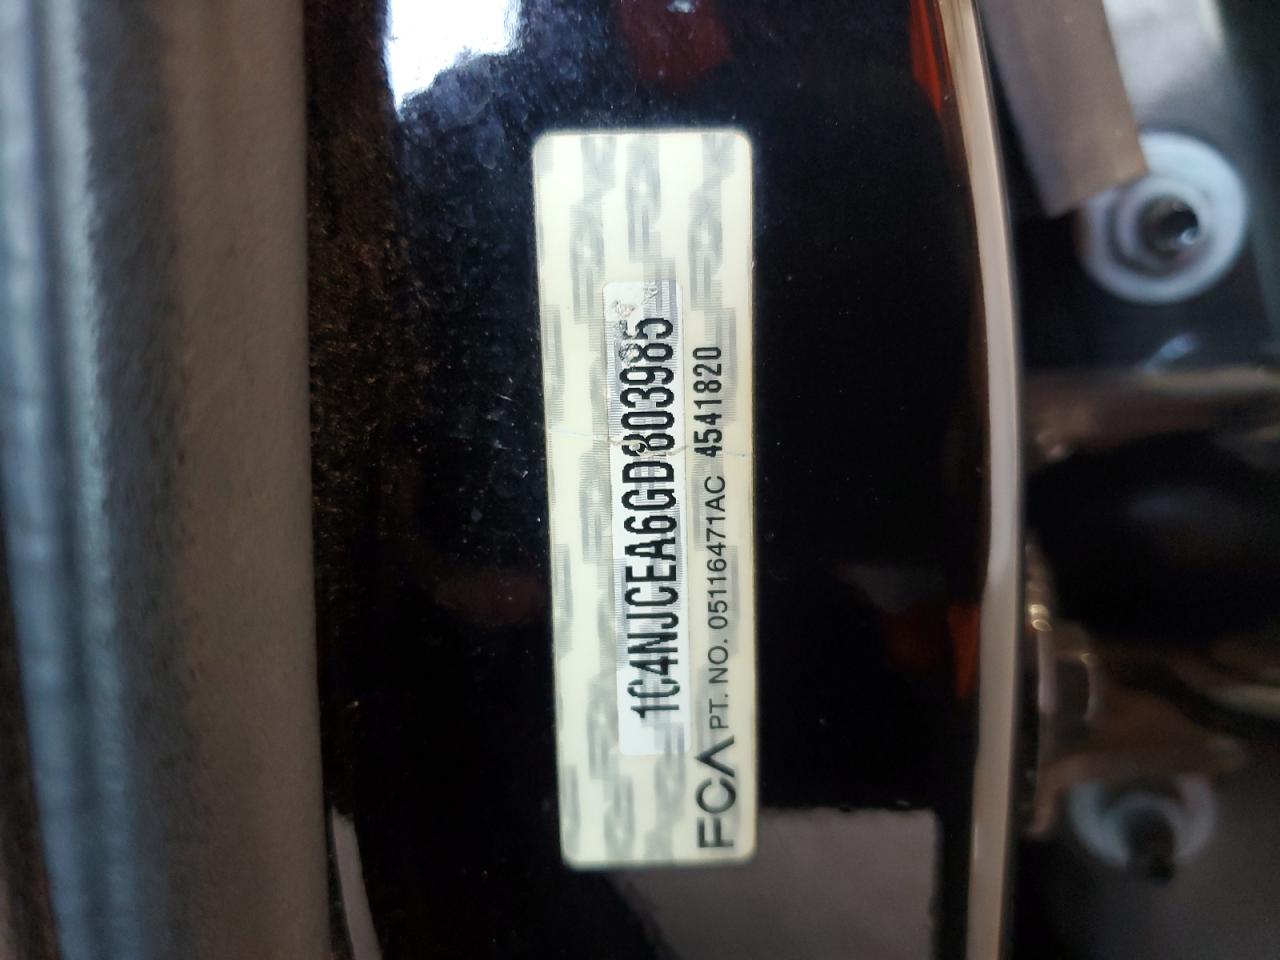 1C4NJCEA6GD803985
FCA PT. NO. 05116471AC 4541820